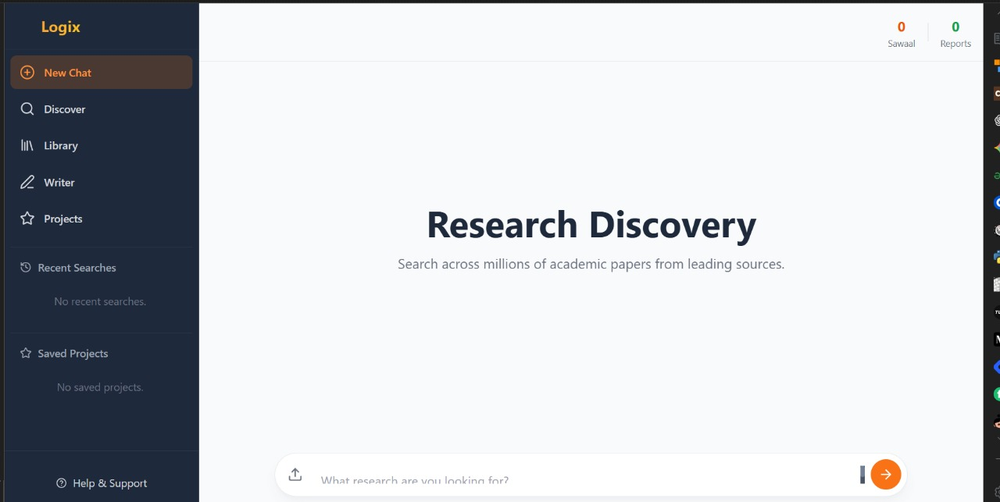 Logix
New Chat
Discover
Library
Writer
Projects
Recent Searches
No recent searches.
Saved Projects
No saved projects.
Help & Support
0
Sawaal
0
Reports
Research Discovery
Search across millions of academic papers from leading sources.
What research are you looking for?